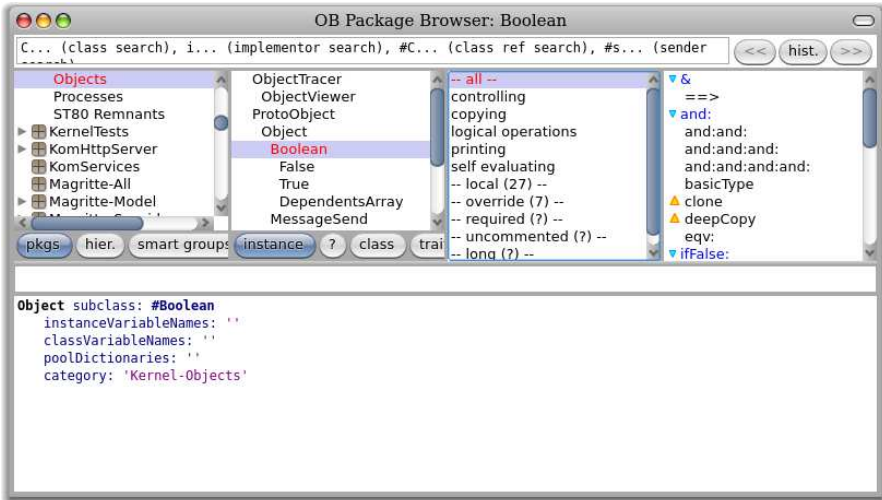 OB Package Browser: Boolean
C... (class search), i... (implementor search), #C... (class ref search), #s... (sender
search)
<< hist. >>
Objects
Processes
ST80 Remnants
KernelTests
KomHttpServer
KomServices
Magritte-All
Magritte-Model
pkgs hier. smart groups
ObjectTracer
ObjectViewer
ProtoObject
Object
Boolean
False
True
DependentsArray
MessageSend
instance ? class trai
-- all --
controlling
copying
logical operations
printing
self evaluating
-- local (27) --
-- override (7) --
-- required (?) --
-- uncommented (?) --
-- long (?) --
&
==>
and:
and:and:
and:and:and:
and:and:and:and:
basicType
clone
deepCopy
eqv:
ifFalse:
Object subclass: #Boolean
instanceVariableNames: ''
classVariableNames: ''
poolDictionaries: ''
category: 'Kernel-Objects'